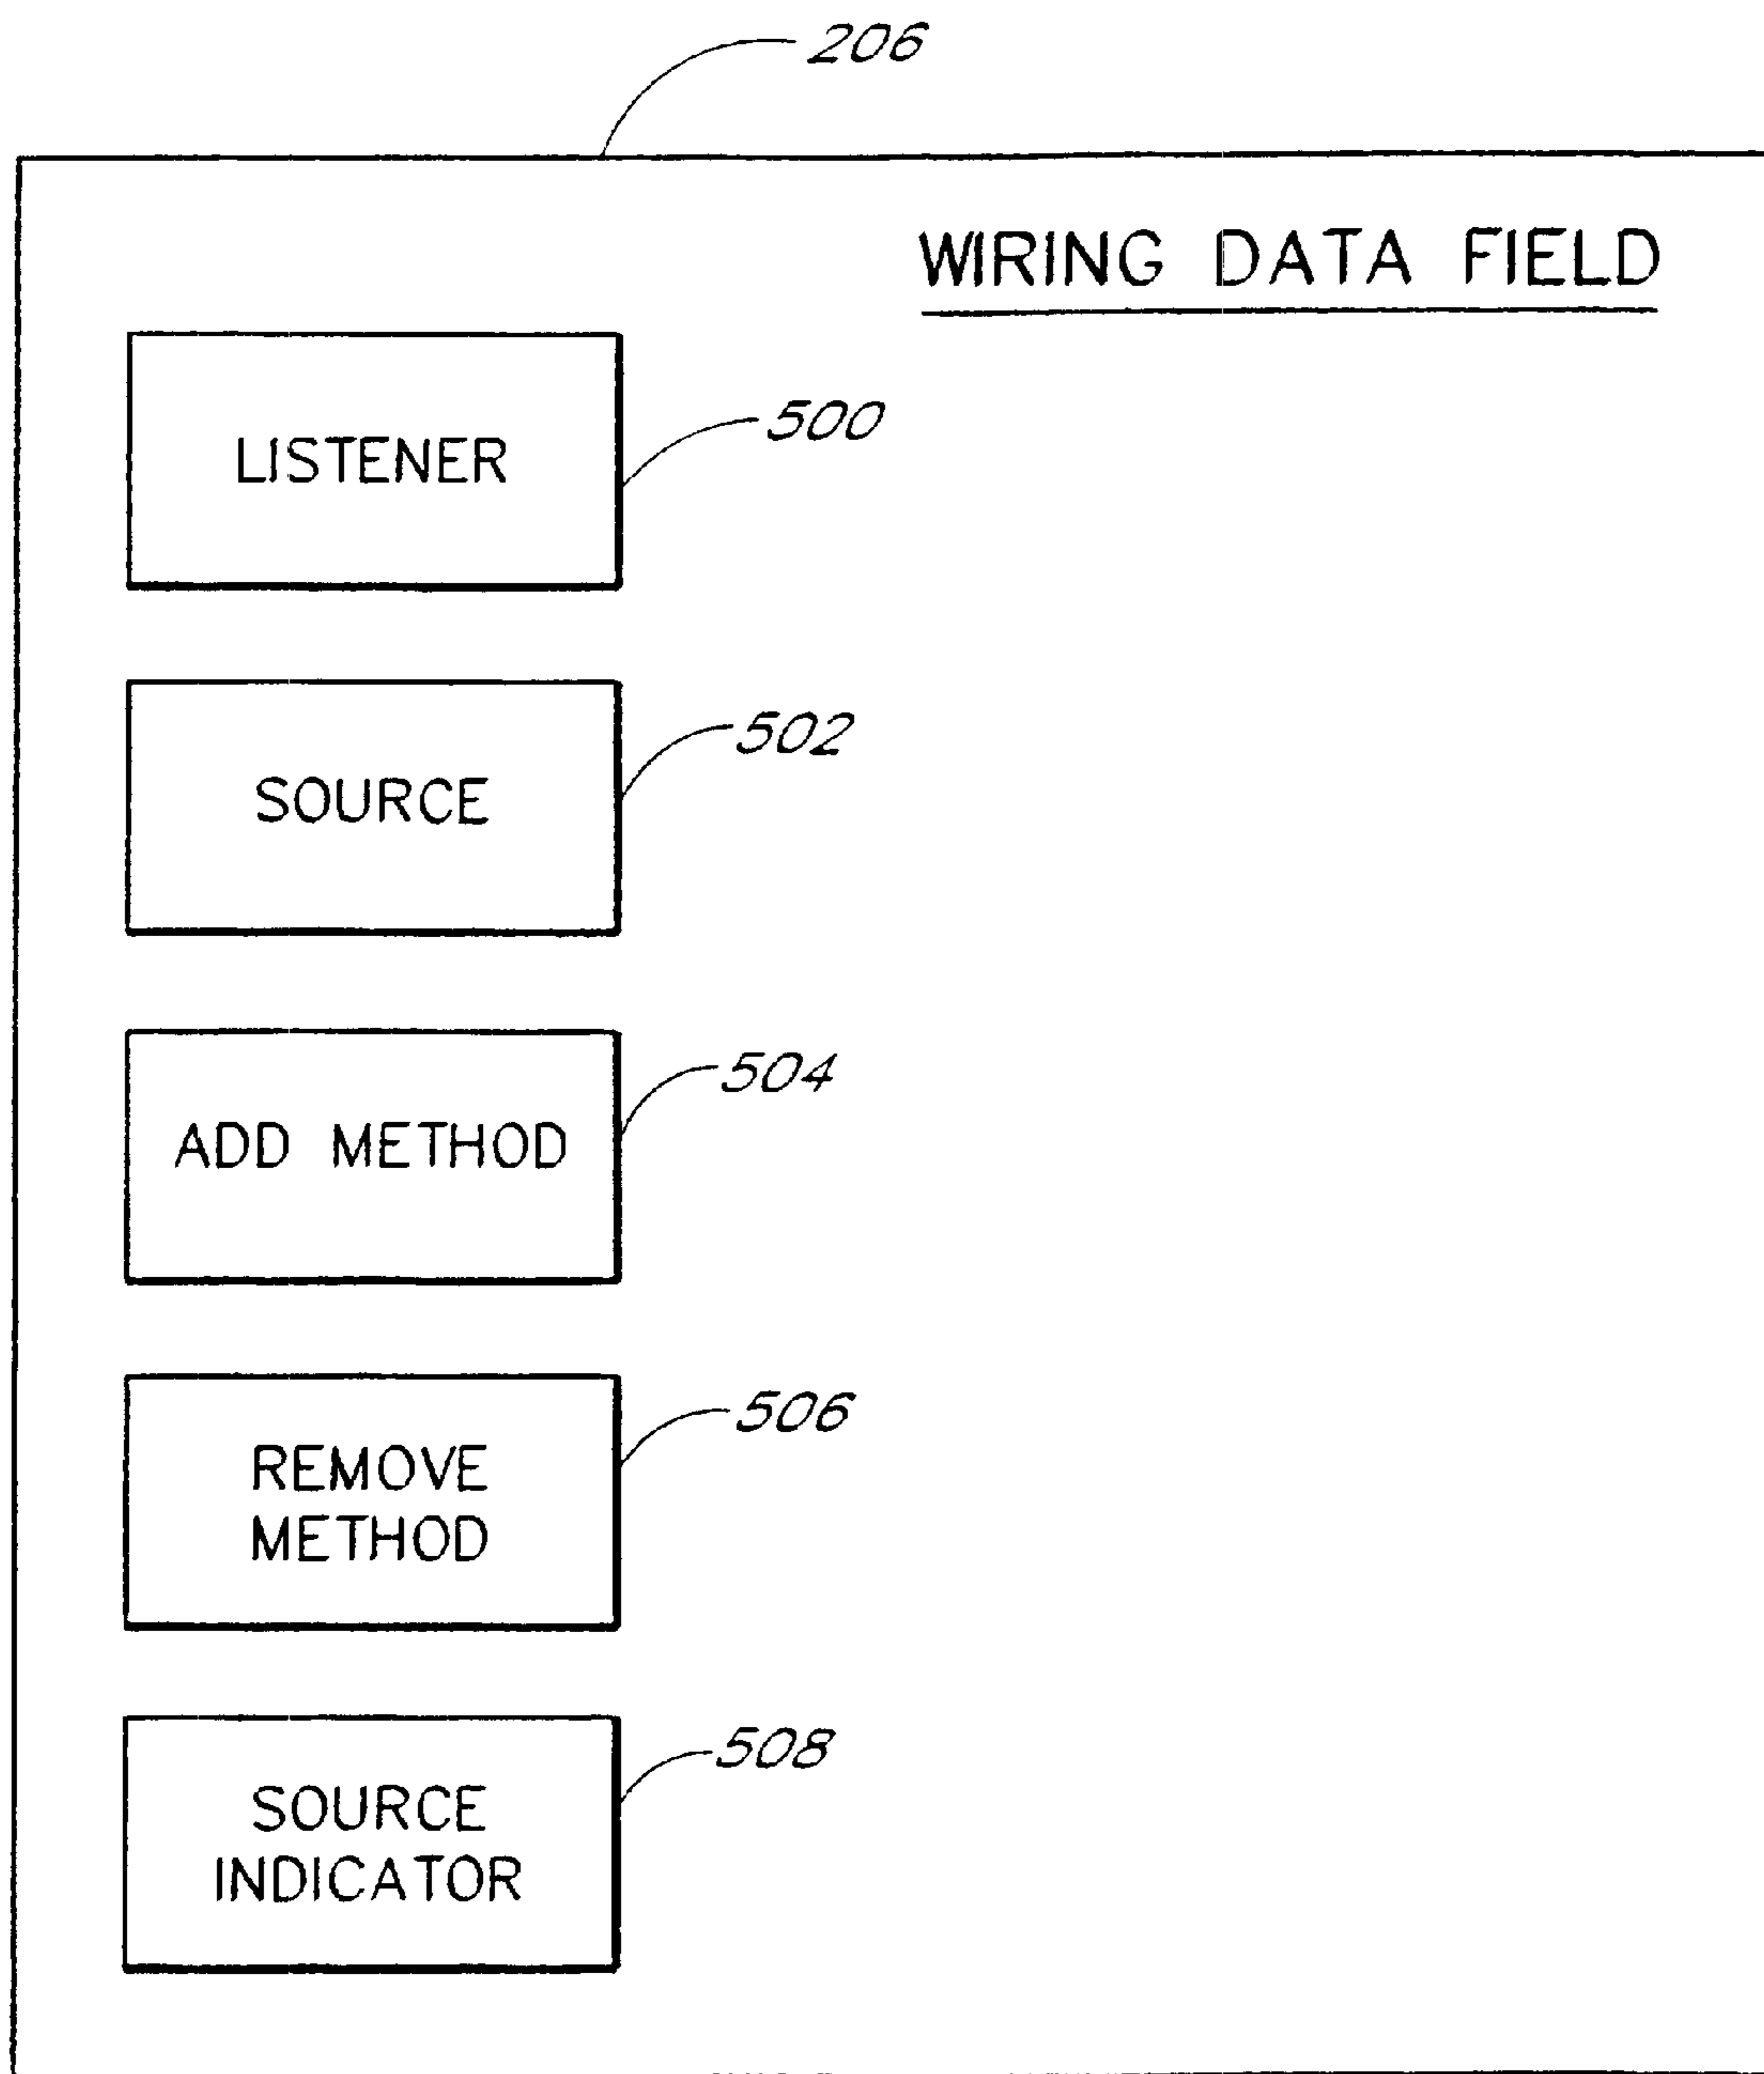 206
WIRING DATA FIELD
LISTENER
500
SOURCE
502
ADD METHOD
504
REMOVE
METHOD
506
SOURCE
INDICATOR
508